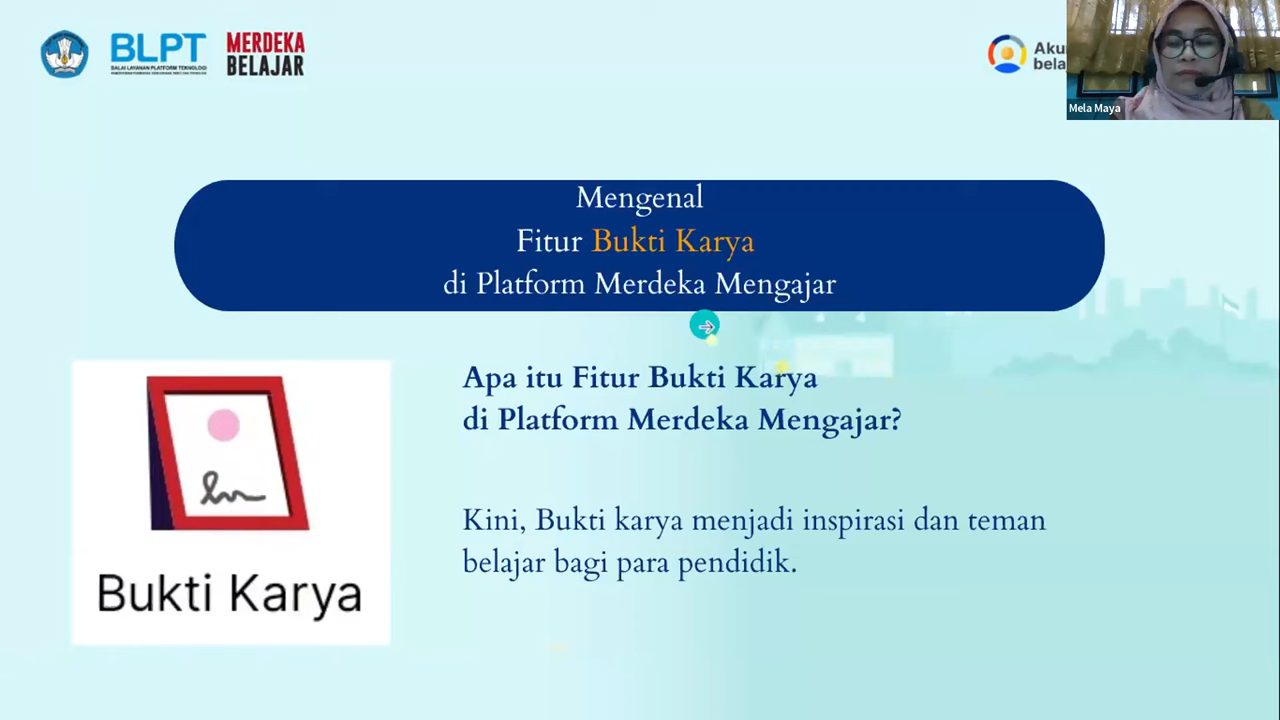 BLPT
BALAI LAYANAN PLATFORM TEKNOLOGI
MERDEKA
BELAJAR
Mela Maya
Mengenal
Fitur Bukti Karya
di Platform Merdeka Mengajar
Apa itu Fitur Bukti Karya
di Platform Merdeka Mengajar?
Kini, Bukti karya menjadi inspirasi dan teman
belajar bagi para pendidik.
Bukti Karya